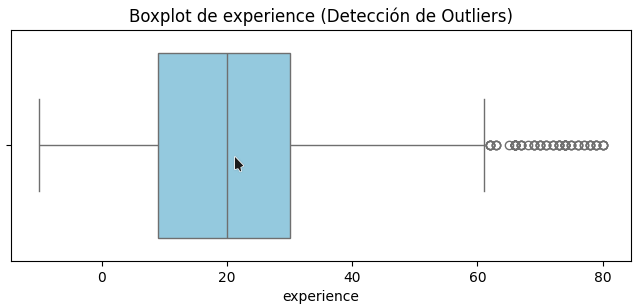 Boxplot de experience (Detección de Outliers)
0 20 40 60 80
experience